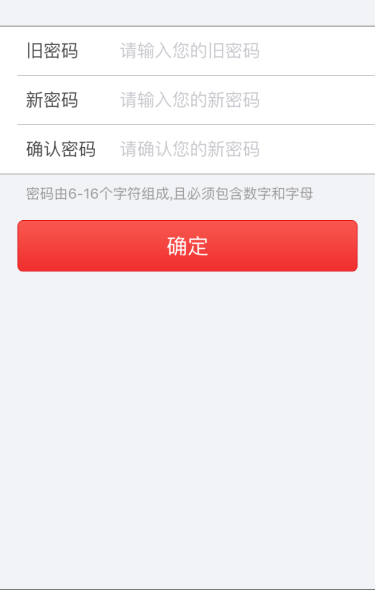 旧密码 请输入您的旧密码
新密码 请输入您的新密码
确认密码 请确认您的新密码
密码由6-16个字符组成,且必须包含数字和字母
确定